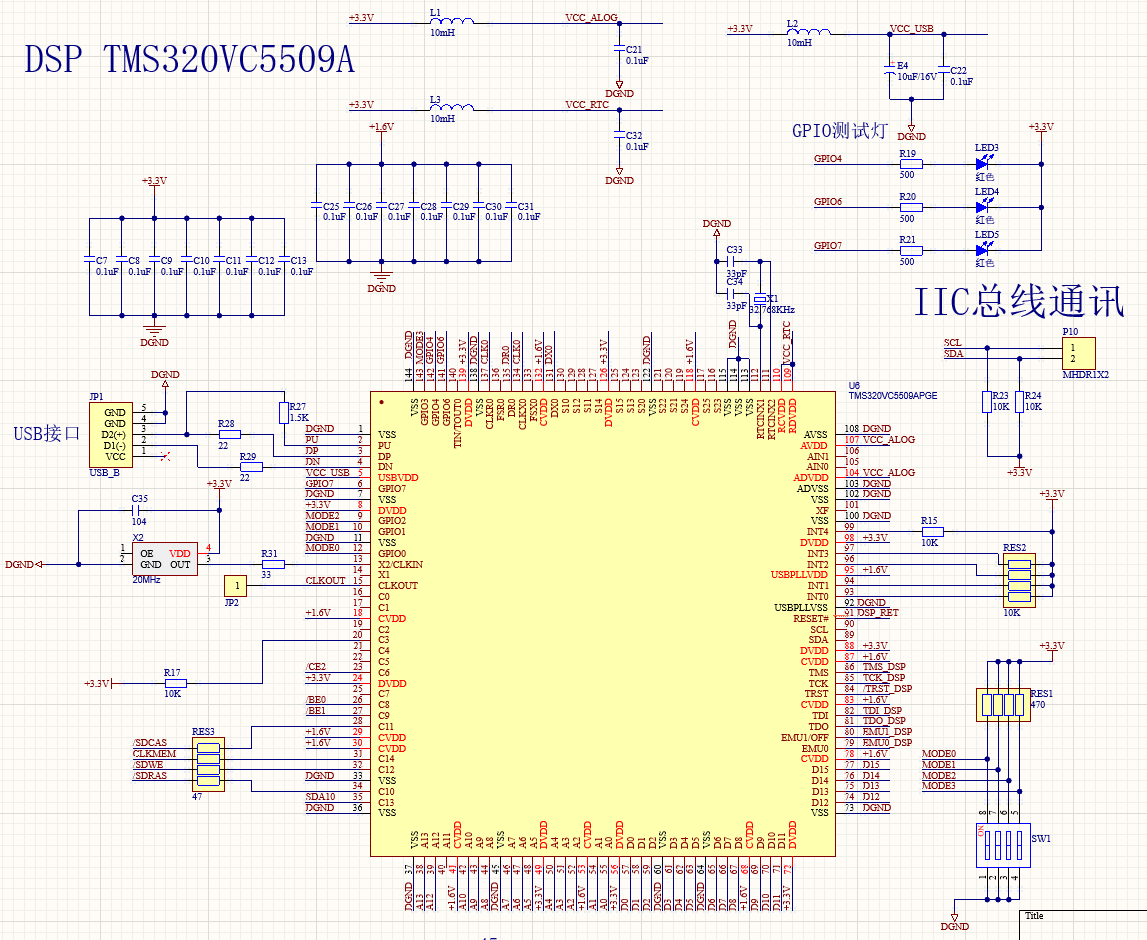 DSP TMS320VC5509A
+3.3V
L1
10mH
VCC_ALOG
C21
0.1uF
DGND
+3.3V
L3
10mH
VCC_RTC
C32
0.1uF
DGND
+3.3V
L2
10mH
VCC_USB
E4
10uF/16V
C22
0.1uF
DGND
GPIO测试灯
+3.3V
GPIO4
R19
500
LED3
红色
GPIO6
R20
500
LED4
红色
GPIO7
R21
500
LED5
红色
+1.6V
C25
0.1uF
C26
0.1uF
C27
0.1uF
C28
0.1uF
C29
0.1uF
C30
0.1uF
C31
0.1uF
DGND
+3.3V
C7
0.1uF
C8
0.1uF
C9
0.1uF
C10
0.1uF
C11
0.1uF
C12
0.1uF
C13
0.1uF
DGND
DGND
C33
33pF
C34
33pF
X1
32.768KHz
IIC总线通讯
SCL
SDA
P10
1
2
MHDR1X2
R23
10K
R24
10K
+3.3V
USB接口
DGND
JP1
GND 5
GND 4
D2(+) 3
D1(-) 2
VCC 1
USB_B
R27
1.5K
R28
22
R29
22
+3.3V
C35
104
DGND
X2
1 OE VDD 4
2 GND OUT 3
20MHz
R31
33
1
JP2
CLKOUT
+3.3V
R17
10K
RES3
/SDCAS
CLKMEM
/SDWE
/SDRAS
47
U6
TMS320VC5509APGE
DGND 1 VSS
PU 2 PU
DP 3 DP
DN 4 DN
VCC_USB 5 USBVDD
GPIO7 6 GPIO7
DGND 7 VSS
+3.3V 8 DVDD
MODE2 9 GPIO2
MODE1 10 GPIO1
DGND 11 VSS
MODE0 12 GPIO0
13 X2/CLKIN
14 X1
15 CLKOUT
16 C0
17 C1
+1.6V 18 CVDD
19 C2
20 C3
21 C4
22 C5
/CE2 23 C6
+3.3V 24 DVDD
25 C7
/BE0 26 C8
/BE1 27 C9
28 C11
+1.6V 29 CVDD
+1.6V 30 CVDD
31 C14
32 C12
DGND 33 VSS
34 C10
SDA10 35 C13
DGND 36 VSS
DGND 144 VSS
MODE3 143 GPIO3
GPIO4 142 GPIO4
GPIO6 141 GPIO6
140 TIN/TOUT0
+3.3V 139 DVDD
DGND 138 VSS
CLK0 137 CLKR0
136 FSR0
DR0 135 DR0
CLK0 134 CLKX0
133 FSX0
+1.6V 132 CVDD
DX0 131 DX0
130 S10
129 S12
128 S11
127 S14
+3.3V 126 DVDD
125 S15
124 S13
123 S20
DGND 122 VSS
121 S22
120 S21
119 S24
+1.6V 118 CVDD
117 S25
116 S23
115 VSS
DGND 114 VSS
113 VSS
112 RTCINX1
111 RTCINX2
110 RCVDD
VCC_RTC 109 RDVDD
AVSS 108 DGND
AVDD 107 VCC_ALOG
AIN1 106
AIN0 105
ADVDD 104 VCC_ALOG
ADVSS 103 DGND
VSS 102 DGND
XF 101
VSS 100 DGND
INT4 99
DVDD 98 +3.3V
INT3 97
INT2 96
USBPLLVDD 95 +1.6V
INT1 94
INT0 93
USBPLLVSS 92 DGND
RESET# 91 DSP_RET
SCL 90
SDA 89
DVDD 88 +3.3V
CVDD 87 +1.6V
TMS 86 TMS_DSP
TCK 85 TCK_DSP
TRST 84 /TRST_DSP
CVDD 83 +1.6V
TDI 82 TDI_DSP
TDO 81 TDO_DSP
EMU1/OFF 80 EMU1_DSP
EMU0 79 EMU0_DSP
CVDD 78 +1.6V
D15 77 D15
D14 76 D14
D13 75 D13
D12 74 D12
VSS 73 DGND
VSS 37 DGND
A13 38 A13
A12 39 A12
A11 40
CVDD 41 +1.6V
A10 42 A10
A9 43 A9
A8 44 A8
VSS 45 DGND
A7 46 A7
A6 47 A6
A5 48 A5
DVDD 49 +3.3V
A4 50 A4
A3 51 A3
A2 52 A2
CVDD 53 +1.6V
A1 54 A1
A0 55 A0
DVDD 56 +3.3V
D0 57 D0
D1 58 D1
D2 59 D2
VSS 60 DGND
D3 61 D3
D4 62 D4
D5 63 D5
VSS 64 DGND
D6 65 D6
D7 66 D7
D8 67 D8
CVDD 68 +1.6V
D9 69 D9
D10 70 D10
D11 71 D11
DVDD 72 +3.3V
R15
10K
+3.3V
RES2
10K
+3.3V
RES1
470
MODE0
MODE1
MODE2
MODE3
8 7 6 5
ON
SW1
1 2 3 4
DGND
Title